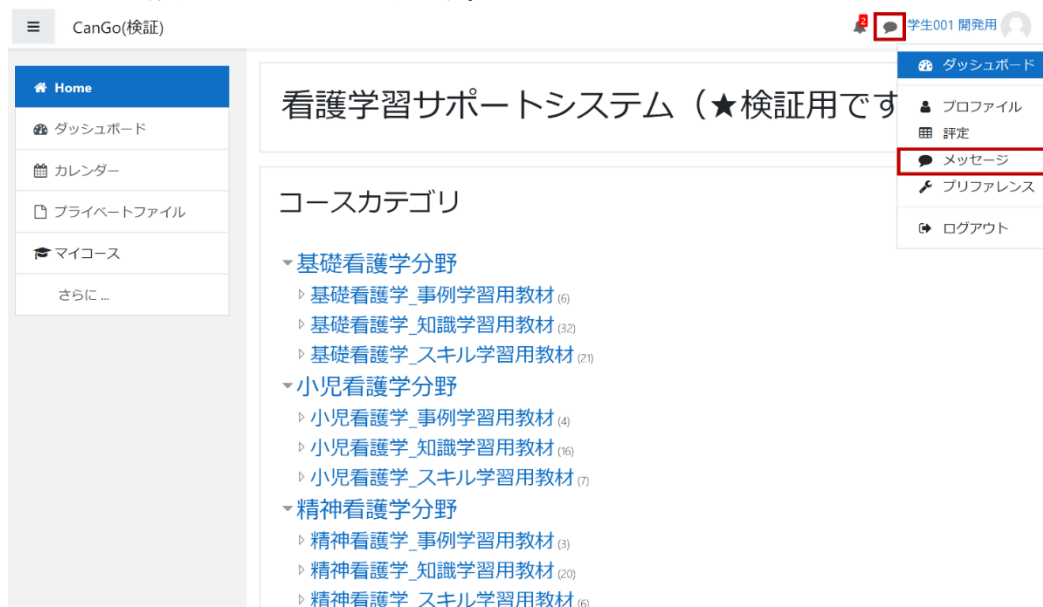 CanGo(検証)
2
学生001 開発用
Home
ダッシュボード
カレンダー
プライベートファイル
マイコース
さらに ...
看護学習サポートシステム（★検証用です
ダッシュボード
プロファイル
評定
メッセージ
プリファレンス
ログアウト
コースカテゴリ
基礎看護学分野
基礎看護学_事例学習用教材 (6)
基礎看護学_知識学習用教材 (32)
基礎看護学_スキル学習用教材 (21)
小児看護学分野
小児看護学_事例学習用教材 (4)
小児看護学_知識学習用教材 (16)
小児看護学_スキル学習用教材 (7)
精神看護学分野
精神看護学_事例学習用教材 (3)
精神看護学_知識学習用教材 (20)
精神看護学_スキル学習用教材 (6)